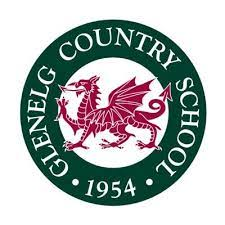 GLENELG COUNTRY SCHOOL
· 1954 ·